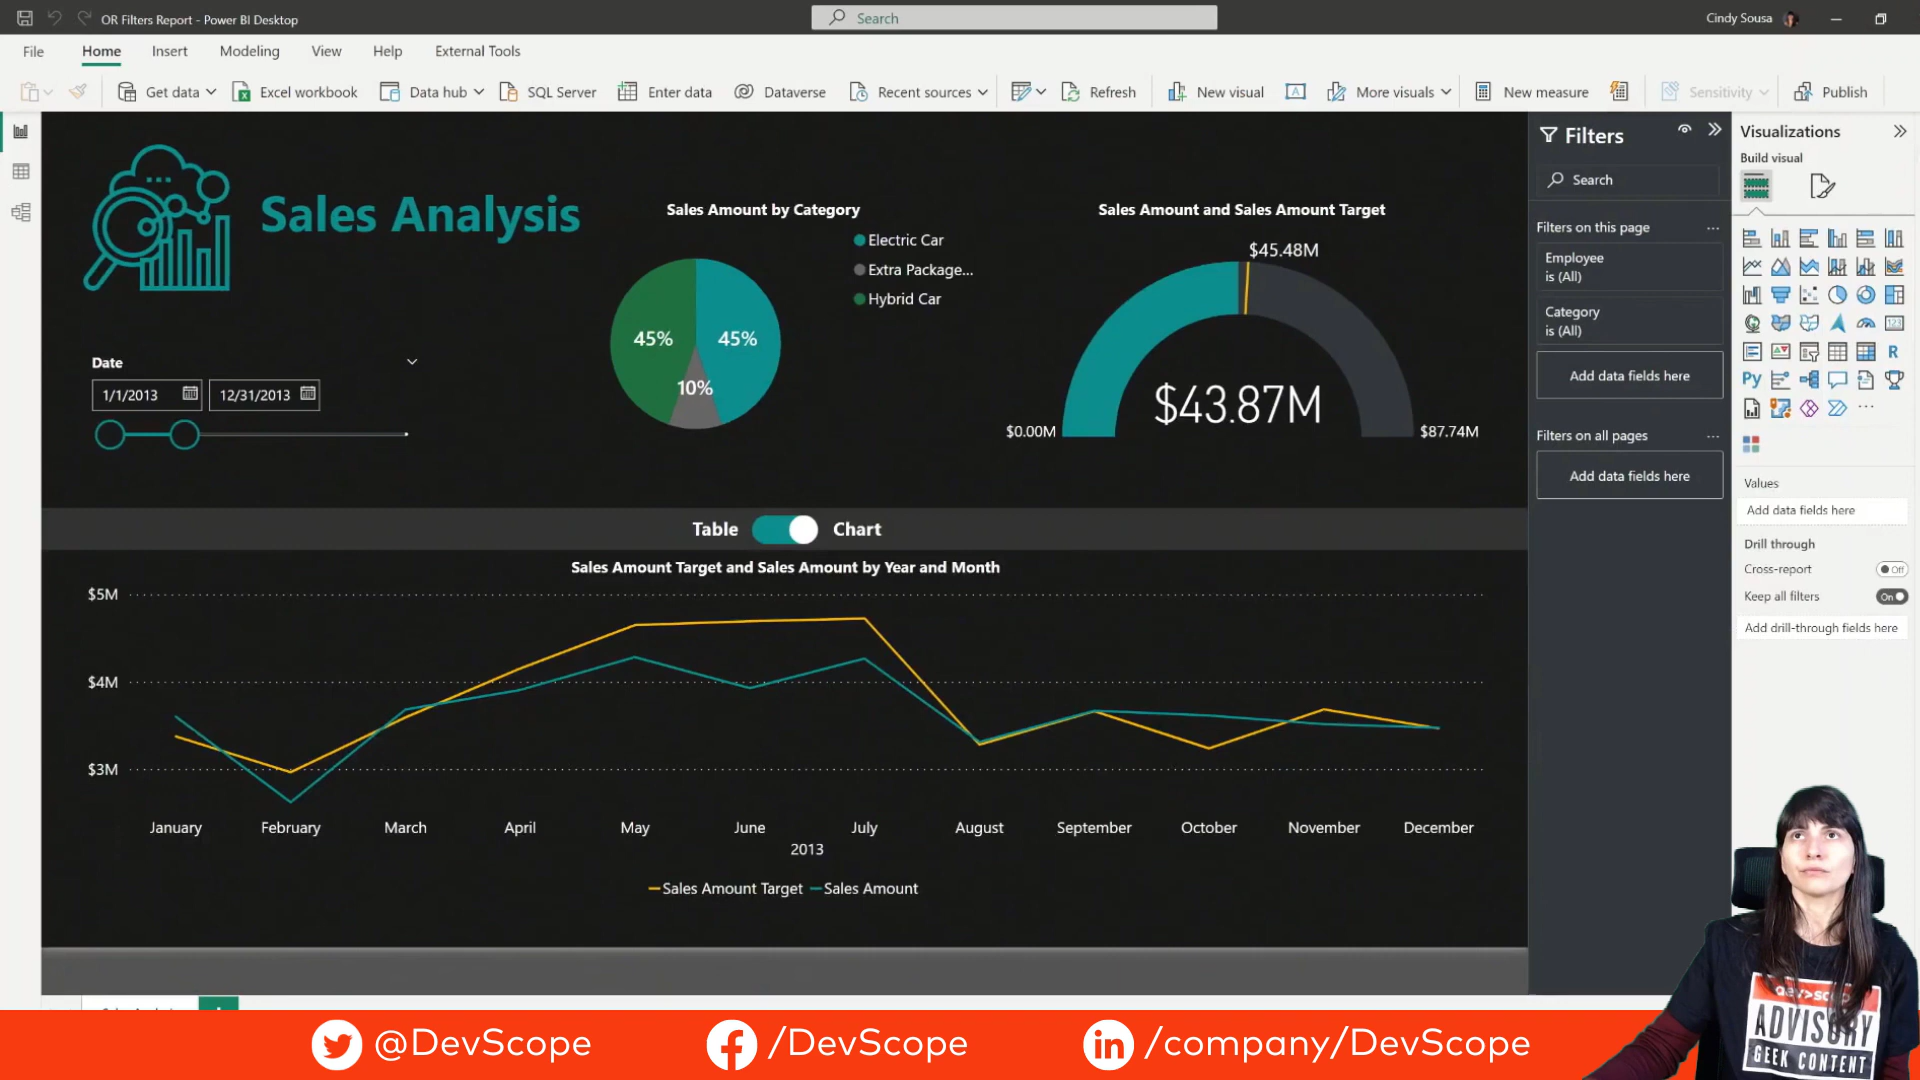 OR Filters Report - Power BI Desktop
Search
Cindy Sousa
File Home Insert Modeling View Help External Tools
Get data Excel workbook Data hub SQL Server Enter data Dataverse Recent sources Refresh New visual More visuals New measure Sensitivity Publish
Sales Analysis
Date
1/1/2013 12/31/2013
Sales Amount by Category
Electric Car
Extra Package...
Hybrid Car
45% 45%
10%
Sales Amount and Sales Amount Target
$45.48M
$43.87M
$0.00M $87.74M
Table Chart
Sales Amount Target and Sales Amount by Year and Month
$5M
$4M
$3M
January February March April May June July August September October November December
2013
Sales Amount Target Sales Amount
Filters
Search
Filters on this page ...
Employee
is (All)
Category
is (All)
Add data fields here
Filters on all pages ...
Add data fields here
Visualizations
Build visual
123
R
Py
...
Values
Add data fields here
Drill through
Cross-report Off
Keep all filters On
Add drill-through fields here
@DevScope /DevScope /company/DevScope
dev>scope
ADVISORY
GEEK CONTENT